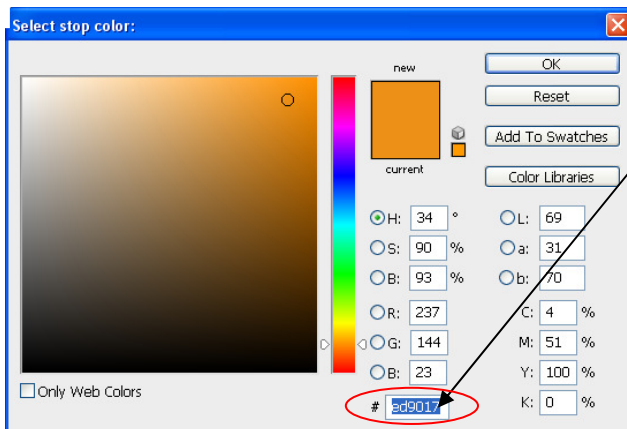 Select stop color:
new
current
OK
Reset
Add To Swatches
Color Libraries
H: 34 °
S: 90 %
B: 93 %
R: 237
G: 144
B: 23
# ed9017
L: 69
a: 31
b: 70
C: 4 %
M: 51 %
Y: 100 %
K: 0 %
Only Web Colors